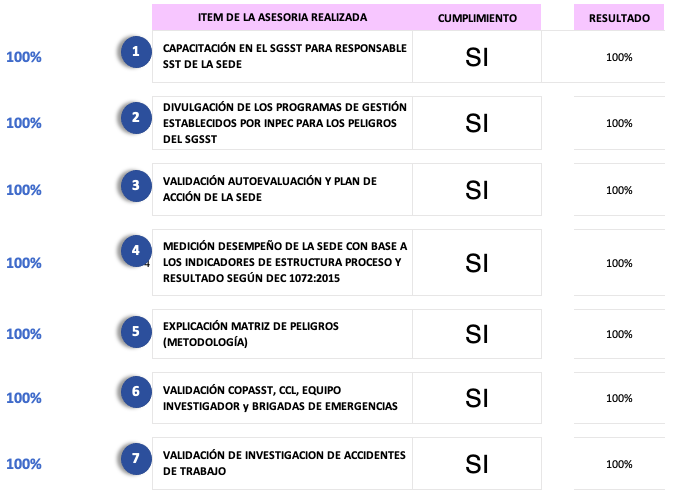 ITEM DE LA ASESORIA REALIZADA CUMPLIMIENTO RESULTADO
100% 1 CAPACITACIÓN EN EL SGSST PARA RESPONSABLE
SST DE LA SEDE
SI 100%
100% 2 DIVULGACIÓN DE LOS PROGRAMAS DE GESTIÓN
ESTABLECIDOS POR INPEC PARA LOS PELIGROS
DEL SGSST
SI 100%
100% 3 VALIDACIÓN AUTOEVALUACIÓN Y PLAN DE
ACCIÓN DE LA SEDE
SI 100%
100% 4 4 MEDICIÓN DESEMPEÑO DE LA SEDE CON BASE A
LOS INDICADORES DE ESTRUCTURA PROCESO Y
RESULTADO SEGÚN DEC 1072:2015
SI 100%
100% 5 EXPLICACIÓN MATRIZ DE PELIGROS
(METODOLOGÍA)
SI 100%
100% 6 VALIDACIÓN COPASST, CCL, EQUIPO
INVESTIGADOR y BRIGADAS DE EMERGENCIAS
SI 100%
100% 7 VALIDACIÓN DE INVESTIGACION DE ACCIDENTES
DE TRABAJO
SI 100%